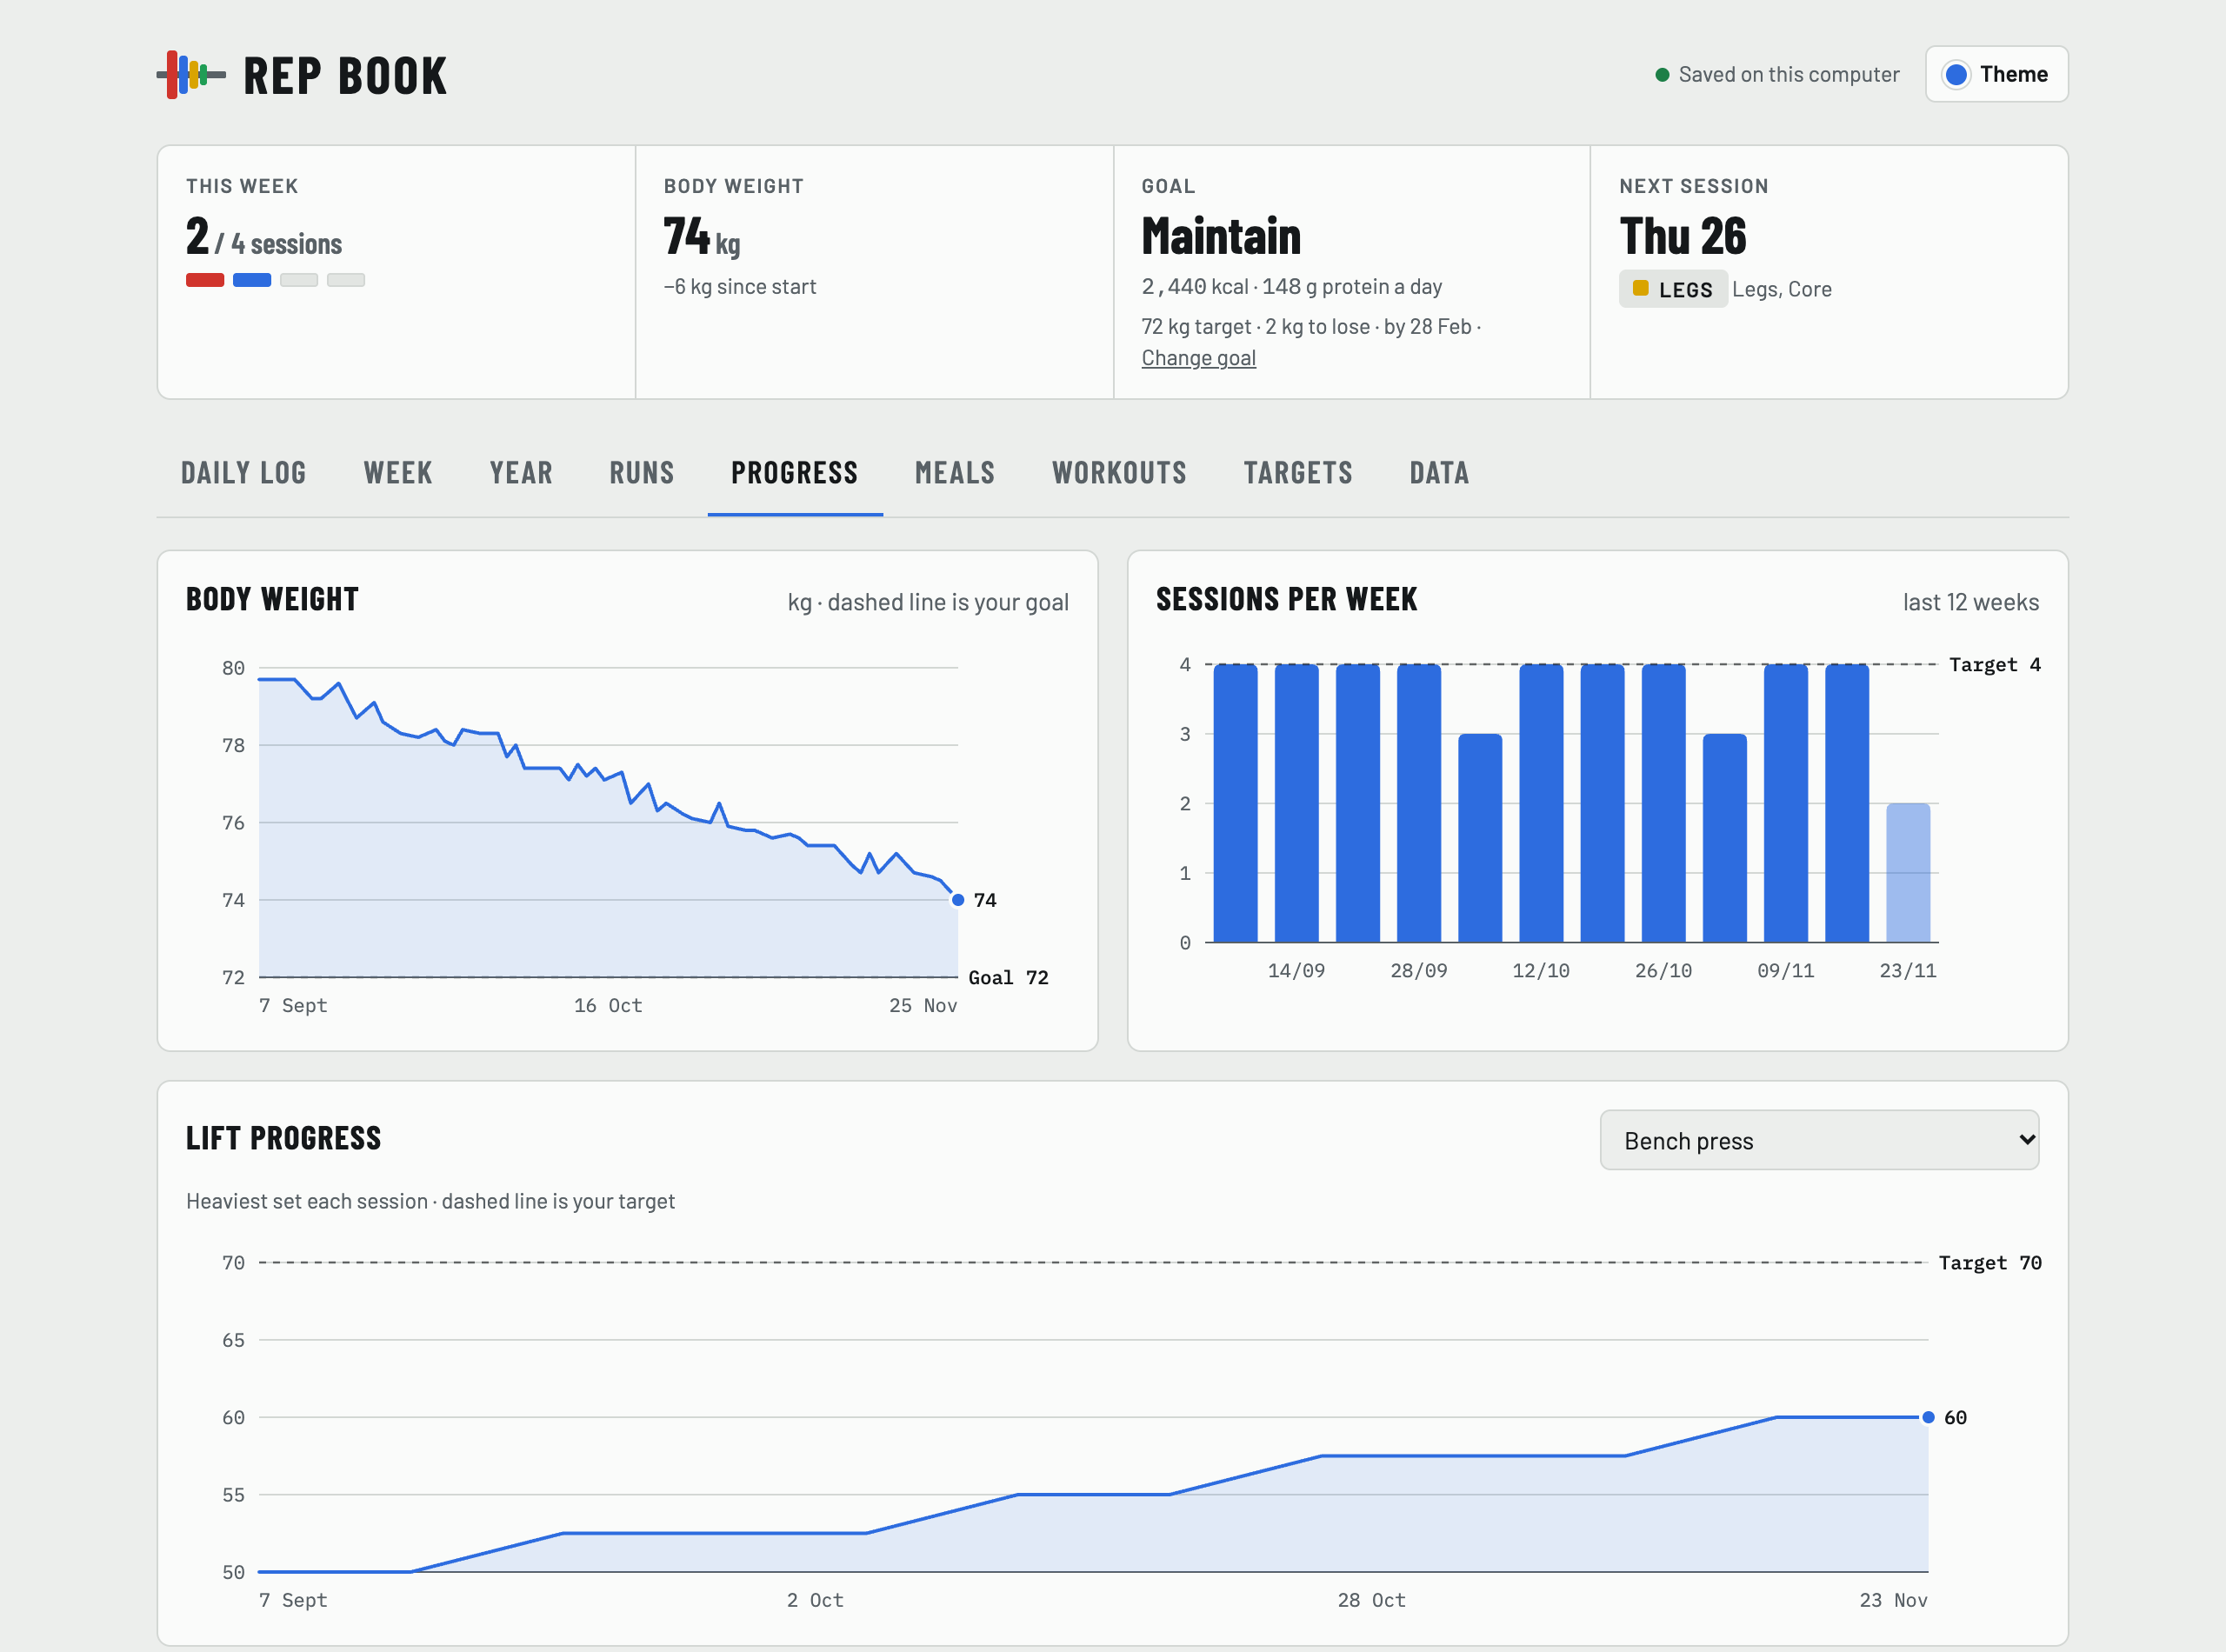 REP BOOK
Saved on this computer
Theme
THIS WEEK
2 / 4 sessions
BODY WEIGHT
74 kg
−6 kg since start
GOAL
Maintain
2,440 kcal · 148 g protein a day
72 kg target · 2 kg to lose · by 28 Feb ·
Change goal
NEXT SESSION
Thu 26
LEGS Legs, Core
DAILY LOG WEEK YEAR RUNS PROGRESS MEALS WORKOUTS TARGETS DATA
BODY WEIGHT
kg · dashed line is your goal
80
78
76
74
72
74
Goal 72
7 Sept 16 Oct 25 Nov
SESSIONS PER WEEK
last 12 weeks
4
3
2
1
0
Target 4
14/09 28/09 12/10 26/10 09/11 23/11
LIFT PROGRESS
Bench press
Heaviest set each session · dashed line is your target
70
65
60
55
50
Target 70
60
7 Sept 2 Oct 28 Oct 23 Nov